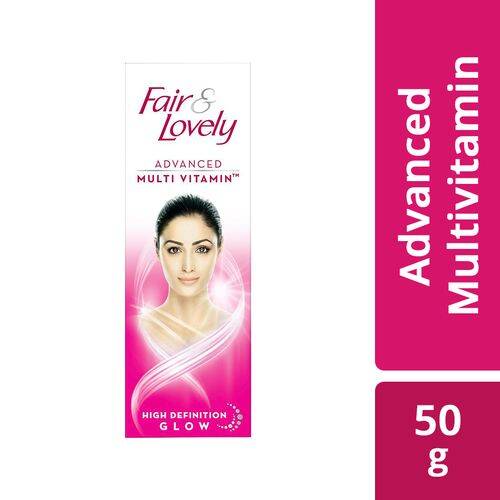 Fair &
Lovely
ADVANCED
MULTI VITAMIN™
HIGH DEFINITION
GLOW
Advanced
Multivitamin
50
g